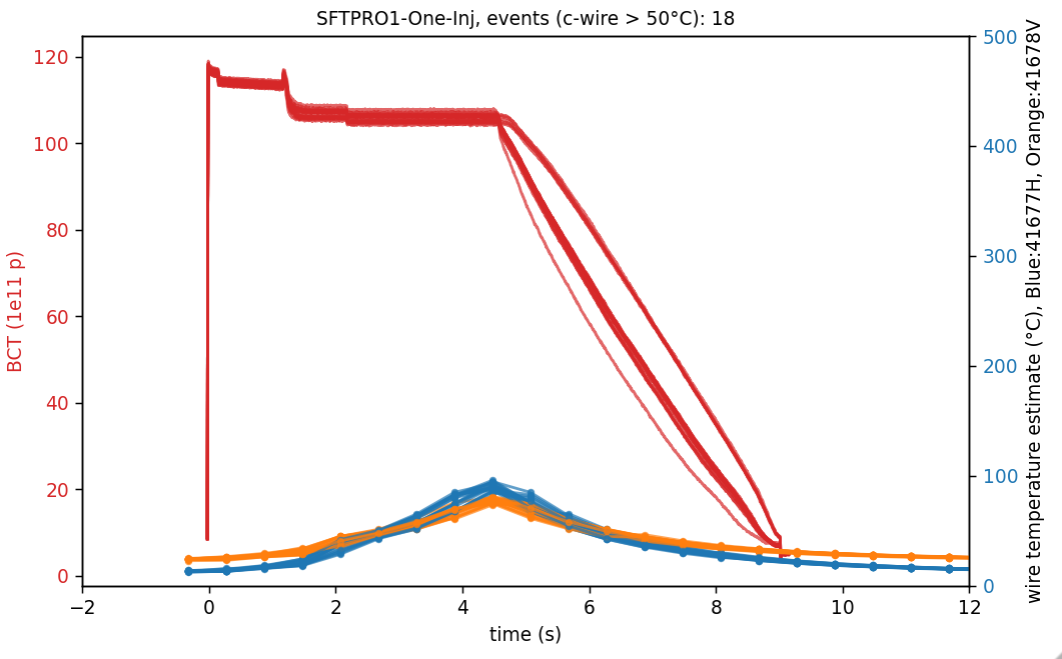 SFTPRO1-One-Inj, events (c-wire > 50°C): 18
BCT (1e11 p)
120
100
80
60
40
20
0
500
400
300
200
100
0
wire temperature estimate (°C), Blue:41677H, Orange:41678V
−2 0 2 4 6 8 10 12
time (s)